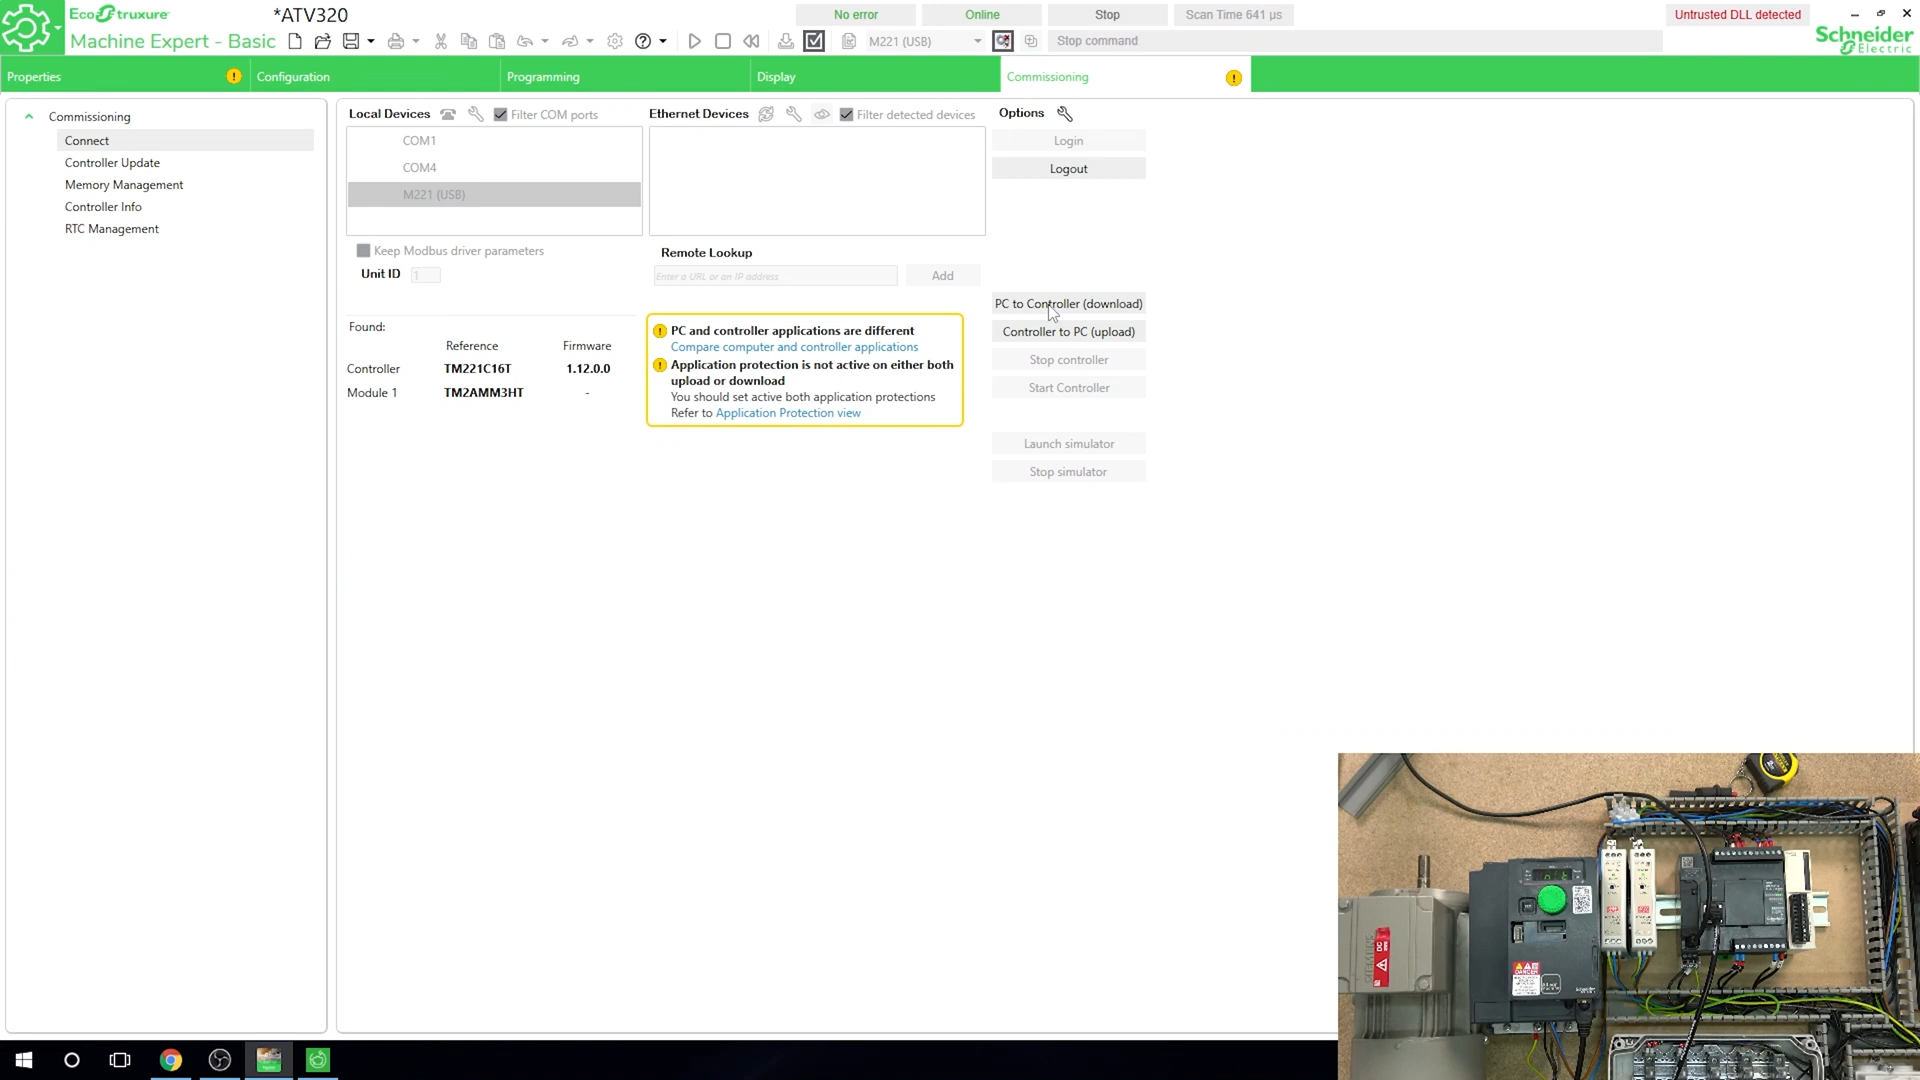 EcoStruxure
Machine Expert - Basic
*ATV320
No error
Online
Stop
Scan Time 641 µs
Untrusted DLL detected
M221 (USB)
Stop command
Schneider
Electric
Properties
Configuration
Programming
Display
Commissioning
Commissioning
Connect
Controller Update
Memory Management
Controller Info
RTC Management
Local Devices
Filter COM ports
COM1
COM4
M221 (USB)
Keep Modbus driver parameters
Unit ID 1
Ethernet Devices
Filter detected devices
Remote Lookup
Enter a URL or an IP address
Add
Options
Login
Logout
PC to Controller (download)
Controller to PC (upload)
Stop controller
Start Controller
Launch simulator
Stop simulator
Found:
Reference Firmware
Controller TM221C16T 1.12.0.0
Module 1 TM2AMM3HT -
PC and controller applications are different
Compare computer and controller applications
Application protection is not active on either both
upload or download
You should set active both application protections
Refer to Application Protection view
DANGER